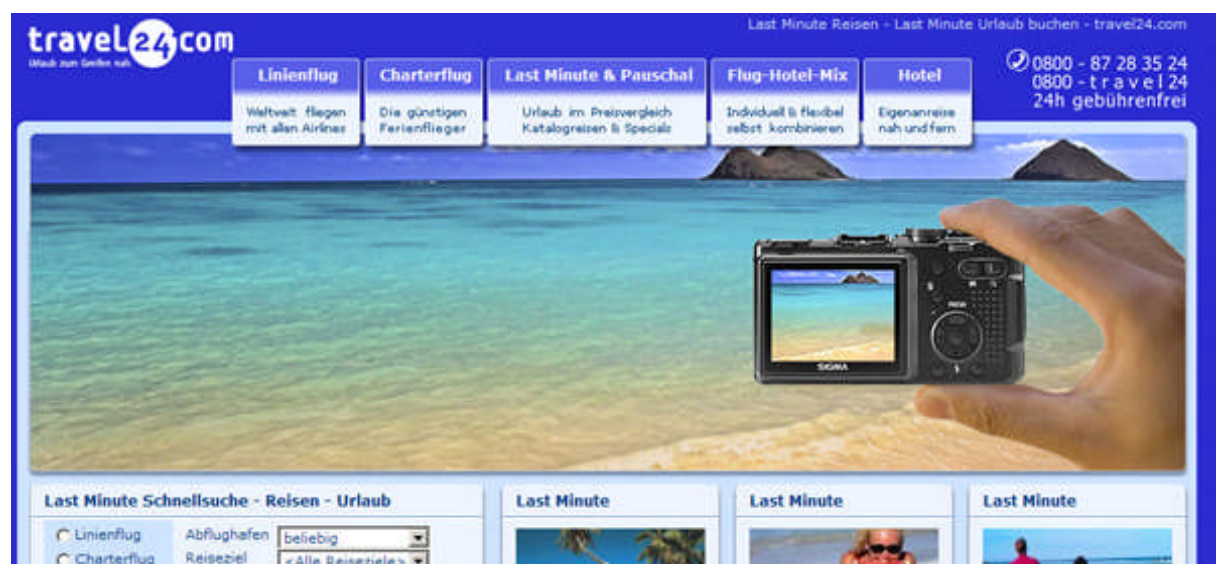 Last Minute Reisen - Last Minute Urlaub buchen - travel24.com
travel24com
Urlaub zum Greifen nah
0800 - 87 28 35 24
0800 - t r a v e l 24
24h gebührenfrei
Linienflug
Weltweit fliegen
mit allen Airlines
Charterflug
Die günstigen
Ferienflieger
Last Minute & Pauschal
Urlaub im Preisvergleich
Katalogreisen & Specials
Flug-Hotel-Mix
Individuell & flexibel
selbst kombinieren
Hotel
Eigenanreise
nah und fern
SIGMA
Last Minute Schnellsuche - Reisen - Urlaub
Linienflug
Charterflug
Abflughafen
beliebig
Reiseziel
<Alle Reiseziele>
Last Minute
Last Minute
Last Minute